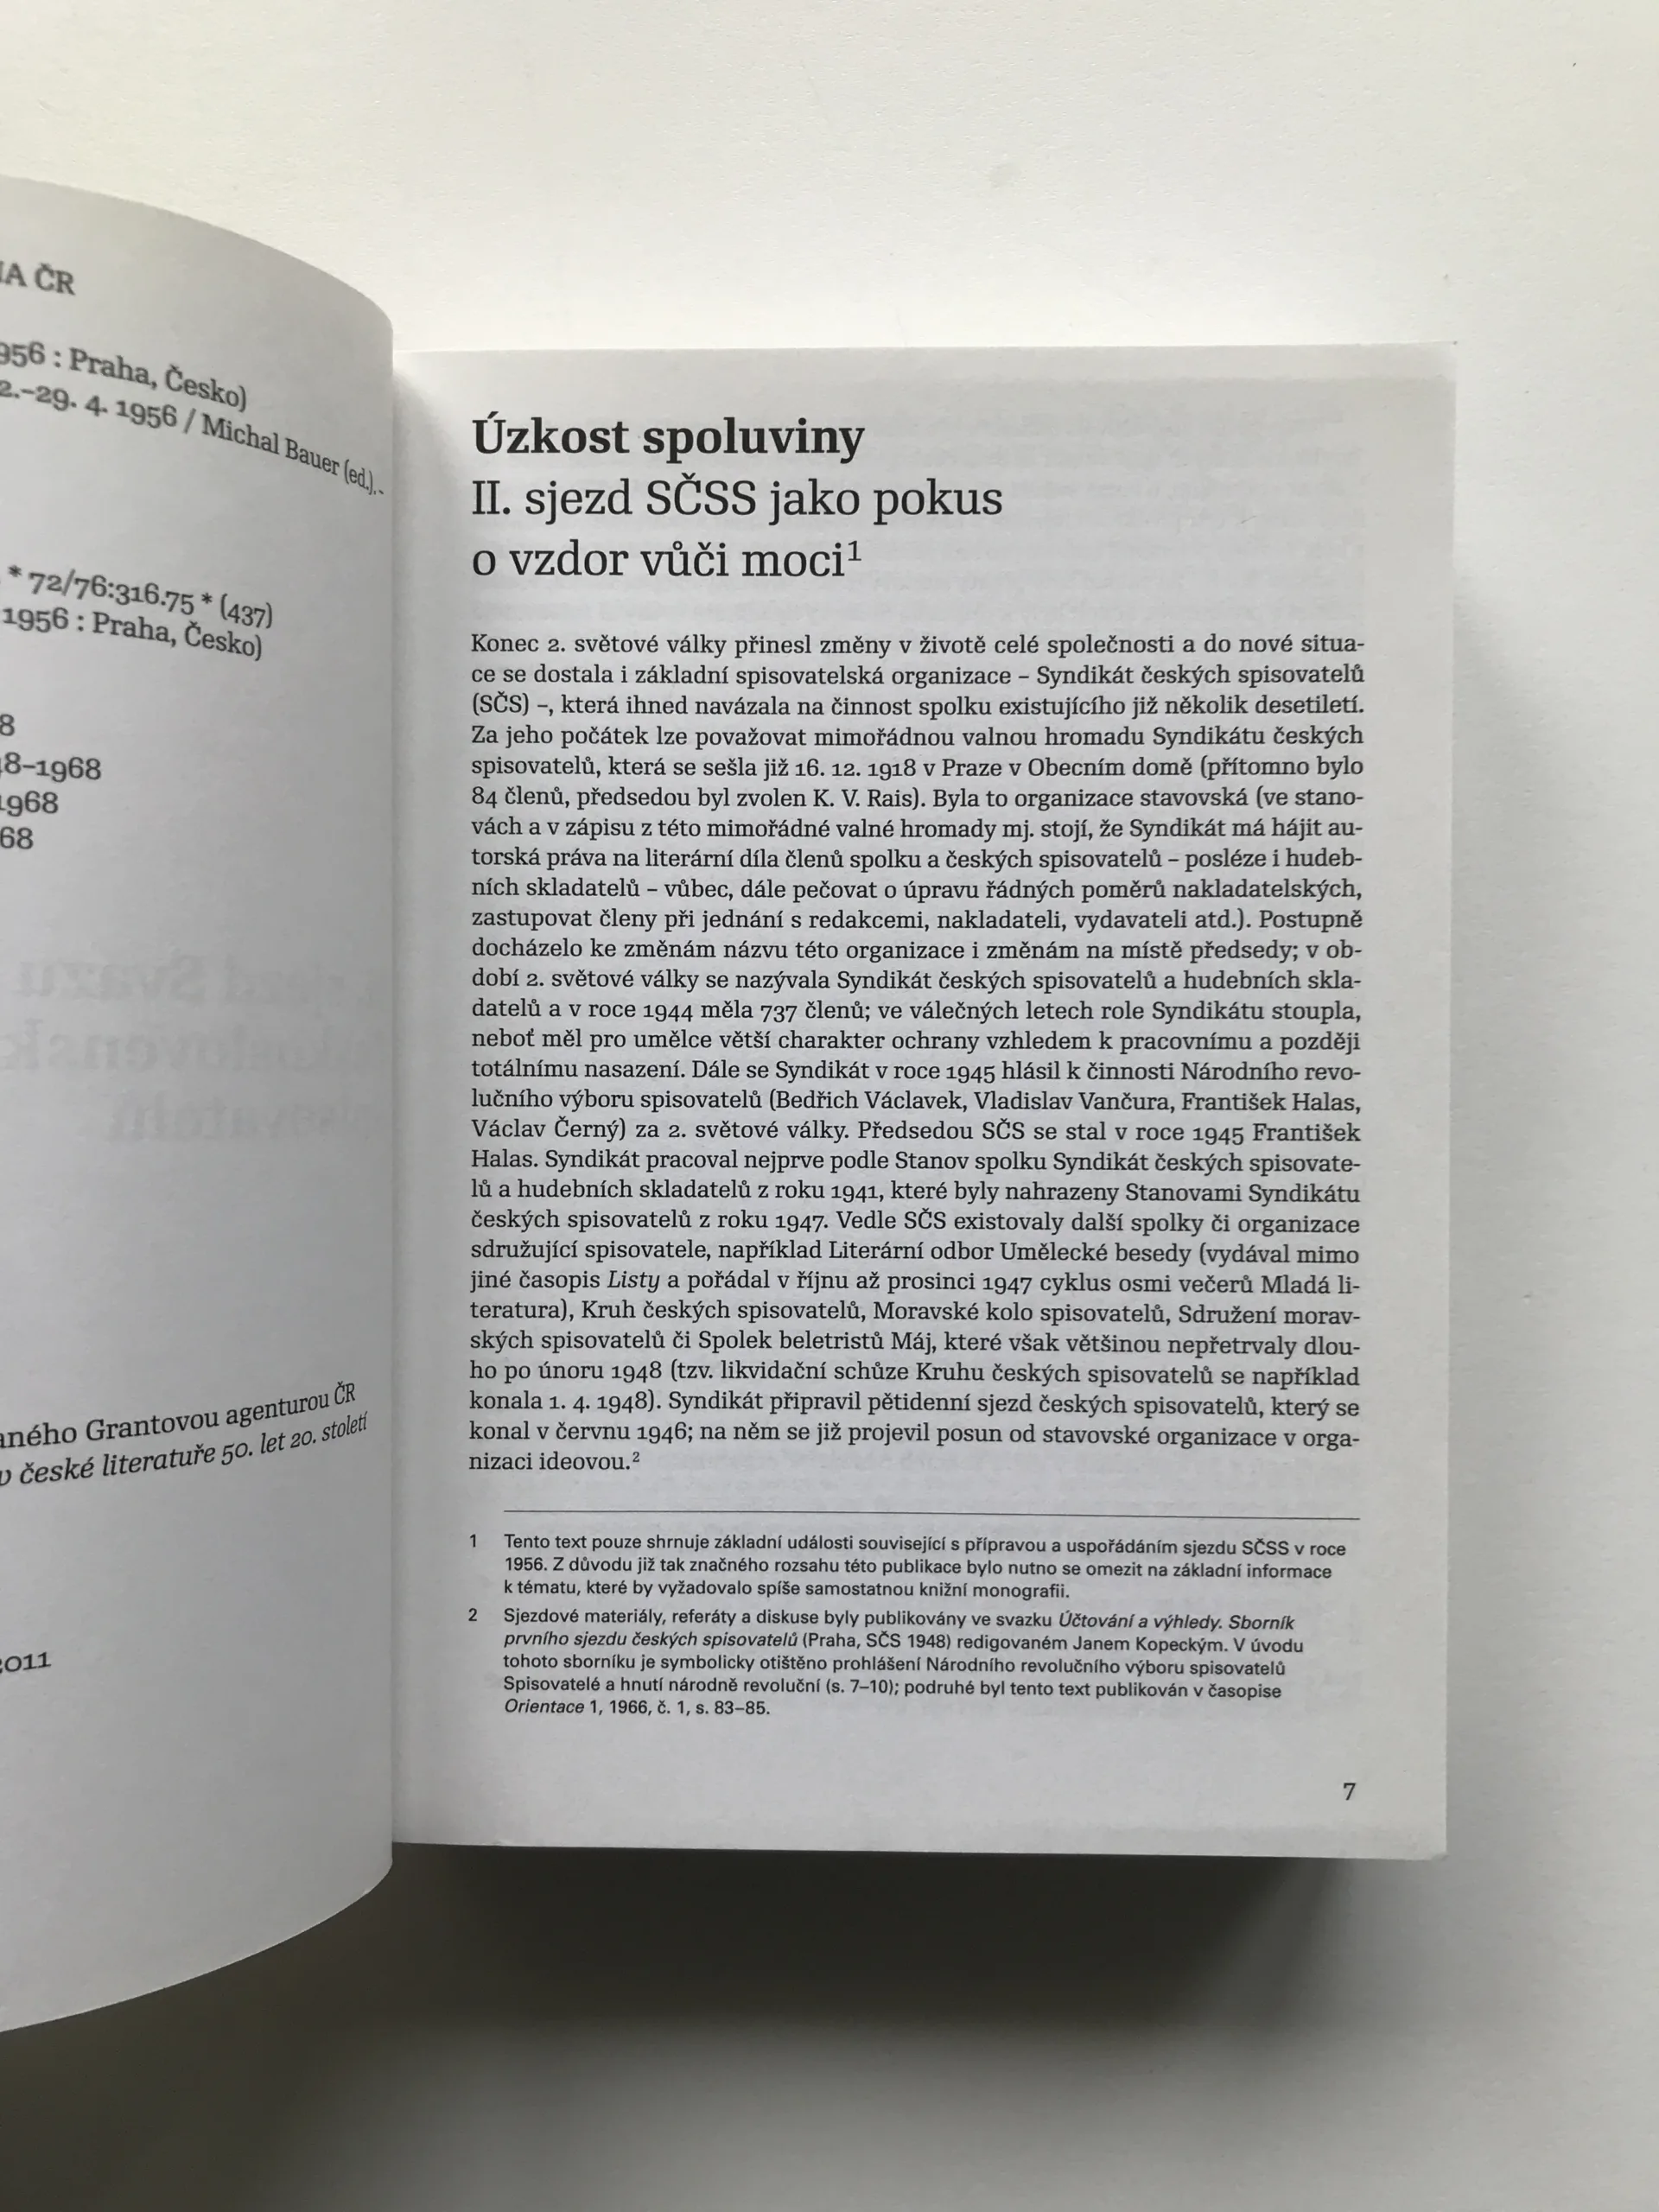 ČR
956 : Praha, Česko)
2.–29. 4. 1956 / Michal Bauer (ed.). -
* 72/76:316.75 * (437)
1956 : Praha, Česko)
8
8–1968
1968
68
Grantovou agenturou ČR
v české literatuře 50. let 20. století
2011
Úzkost spoluviny
II. sjezd SČSS jako pokus
o vzdor vůči moci¹
Konec 2. světové války přinesl změny v životě celé společnosti a do nové situa-
ce se dostala i základní spisovatelská organizace – Syndikát českých spisovatelů
(SČS) –, která ihned navázala na činnost spolku existujícího již několik desetiletí.
Za jeho počátek lze považovat mimořádnou valnou hromadu Syndikátu českých
spisovatelů, která se sešla již 16. 12. 1918 v Praze v Obecním domě (přítomno bylo
84 členů, předsedou byl zvolen K. V. Rais). Byla to organizace stavovská (ve stano-
vách a v zápisu z této mimořádné valné hromady mj. stojí, že Syndikát má hájit au-
torská práva na literární díla členů spolku a českých spisovatelů – posléze i hudeb-
ních skladatelů – vůbec, dále pečovat o úpravu řádných poměrů nakladatelských,
zastupovat členy při jednání s redakcemi, nakladateli, vydavateli atd.). Postupně
docházelo ke změnám názvu této organizace i změnám na místě předsedy; v ob-
dobí 2. světové války se nazývala Syndikát českých spisovatelů a hudebních skla-
datelů a v roce 1944 měla 737 členů; ve válečných letech role Syndikátu stoupla,
neboť měl pro umělce větší charakter ochrany vzhledem k pracovnímu a později
totálnímu nasazení. Dále se Syndikát v roce 1945 hlásil k činnosti Národního revo-
lučního výboru spisovatelů (Bedřich Václavek, Vladislav Vančura, František Halas,
Václav Černý) za 2. světové války. Předsedou SČS se stal v roce 1945 František
Halas. Syndikát pracoval nejprve podle Stanov spolku Syndikát českých spisovate-
lů a hudebních skladatelů z roku 1941, které byly nahrazeny Stanovami Syndikátu
českých spisovatelů z roku 1947. Vedle SČS existovaly další spolky či organizace
sdružující spisovatele, například Literární odbor Umělecké besedy (vydával mimo
jiné časopis Listy a pořádal v říjnu až prosinci 1947 cyklus osmi večerů Mladá li-
teratura), Kruh českých spisovatelů, Moravské kolo spisovatelů, Sdružení morav-
ských spisovatelů či Spolek beletristů Máj, které však většinou nepřetrvaly dlou-
ho po únoru 1948 (tzv. likvidační schůze Kruhu českých spisovatelů se například
konala 1. 4. 1948). Syndikát připravil pětidenní sjezd českých spisovatelů, který se
konal v červnu 1946; na něm se již projevil posun od stavovské organizace v orga-
nizaci ideovou.²
1 Tento text pouze shrnuje základní události související s přípravou a uspořádáním sjezdu SČSS v roce
1956. Z důvodu již tak značného rozsahu této publikace bylo nutno se omezit na základní informace
k tématu, které by vyžadovalo spíše samostatnou knižní monografii.
2 Sjezdové materiály, referáty a diskuse byly publikovány ve svazku Účtování a výhledy. Sborník
prvního sjezdu českých spisovatelů (Praha, SČS 1948) redigovaném Janem Kopeckým. V úvodu
tohoto sborníku je symbolicky otištěno prohlášení Národního revolučního výboru spisovatelů
Spisovatelé a hnutí národně revoluční (s. 7–10); podruhé byl tento text publikován v časopise
Orientace 1, 1966, č. 1, s. 83–85.
7